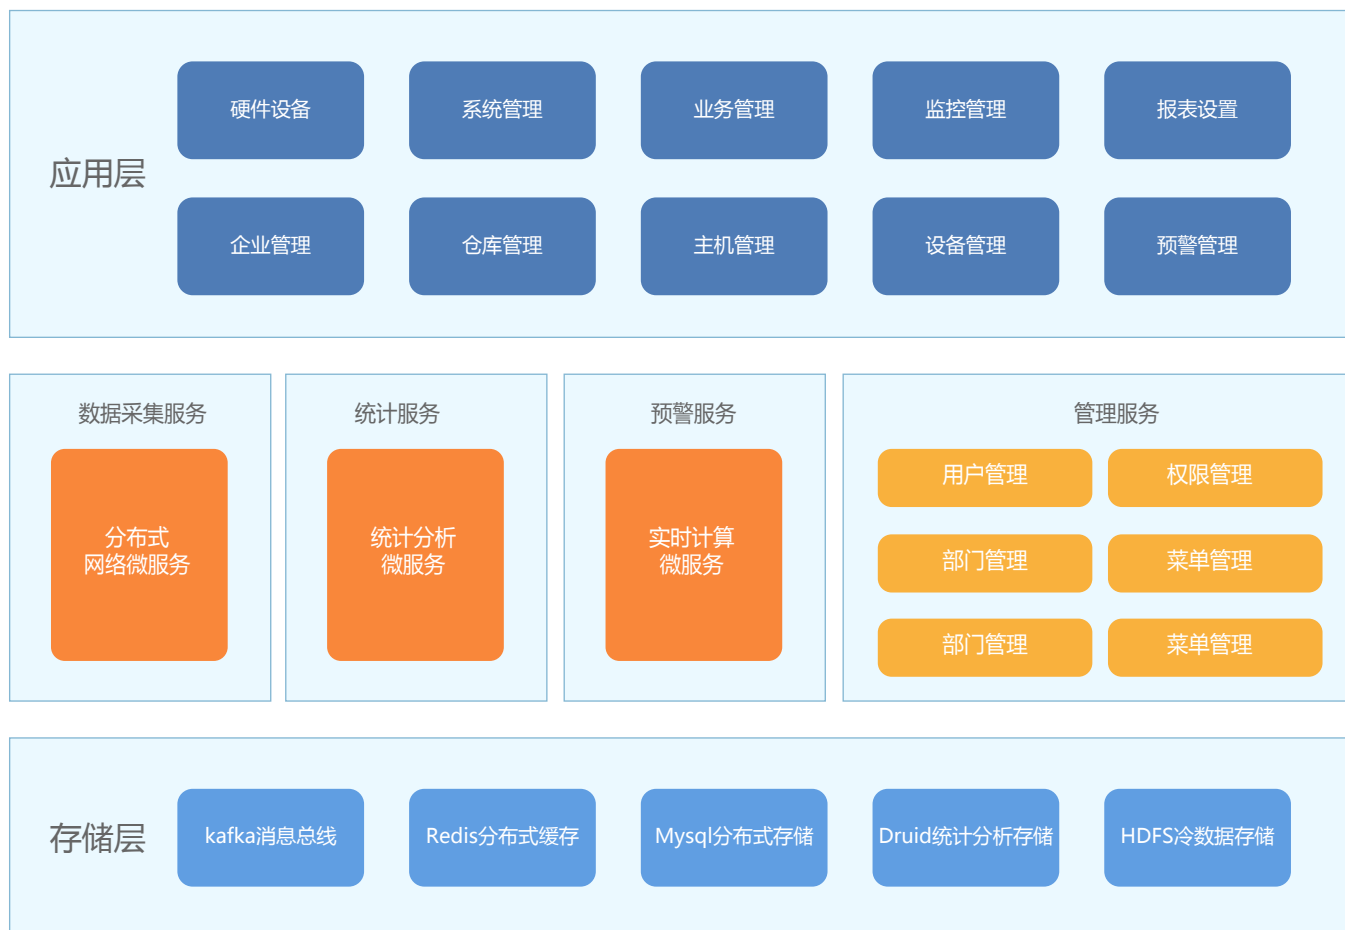 应用层
硬件设备
系统管理
业务管理
监控管理
报表设置
企业管理
仓库管理
主机管理
设备管理
预警管理
数据采集服务
分布式
网络微服务
统计服务
统计分析
微服务
预警服务
实时计算
微服务
管理服务
用户管理
权限管理
部门管理
菜单管理
部门管理
菜单管理
存储层
kafka消息总线
Redis分布式缓存
Mysql分布式存储
Druid统计分析存储
HDFS冷数据存储